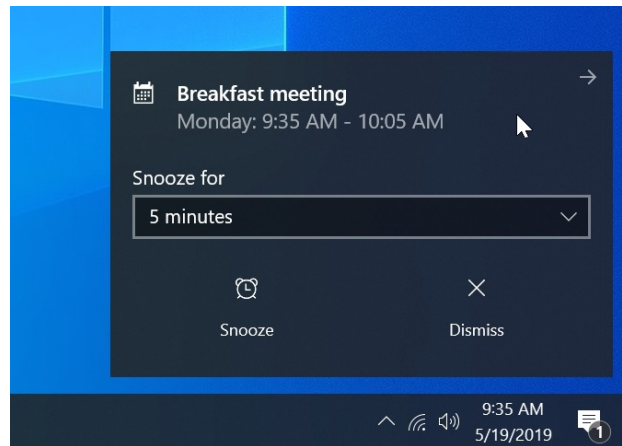 Breakfast meeting
Monday: 9:35 AM - 10:05 AM
Snooze for
5 minutes
Snooze
Dismiss
9:35 AM
5/19/2019
1